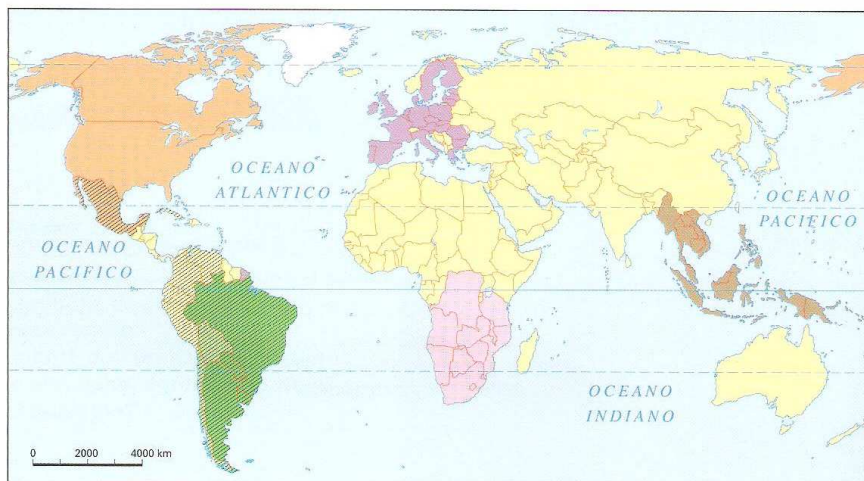 OCEANO
ATLANTICO
OCEANO
PACIFICO
OCEANO
PACIFICO
OCEANO
INDIANO
0 2000 4000 km